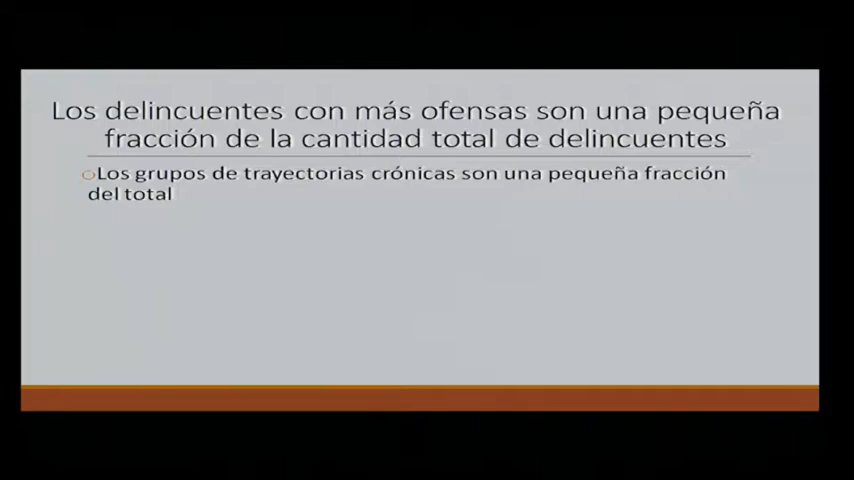 Los delincuentes con más ofensas son una pequeña
fracción de la cantidad total de delincuentes
Los grupos de trayectorias crónicas son una pequeña fracción
del total